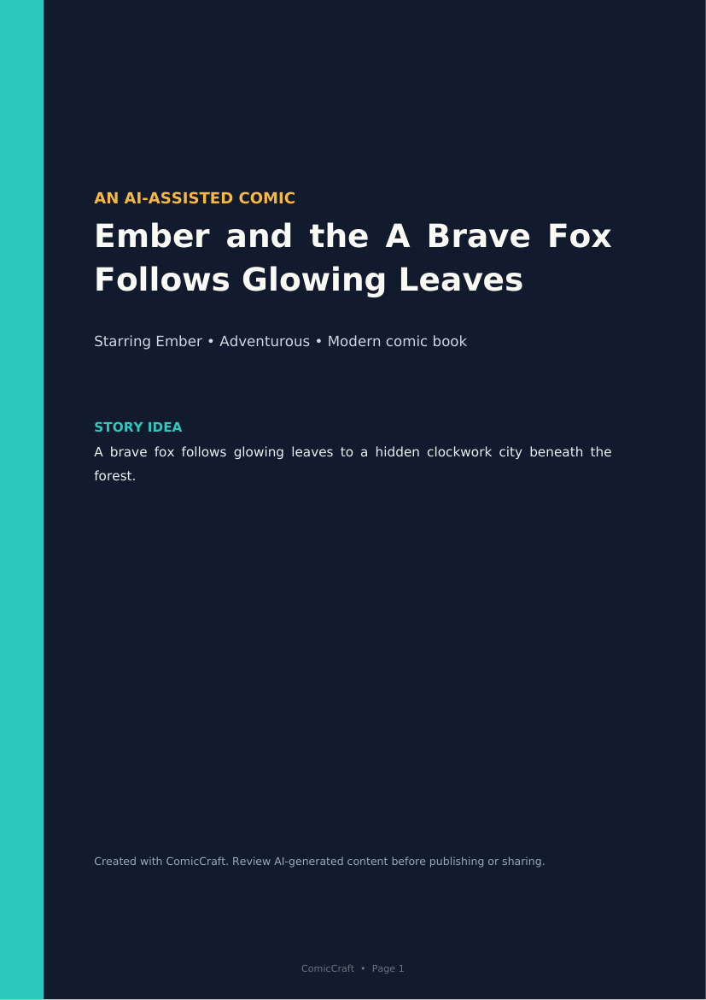 AN AI-ASSISTED COMIC
Ember and the A Brave Fox
Follows Glowing Leaves
Starring Ember • Adventurous • Modern comic book
STORY IDEA
A brave fox follows glowing leaves to a hidden clockwork city beneath the
forest.
Created with ComicCraft. Review AI-generated content before publishing or sharing.
ComicCraft • Page 1